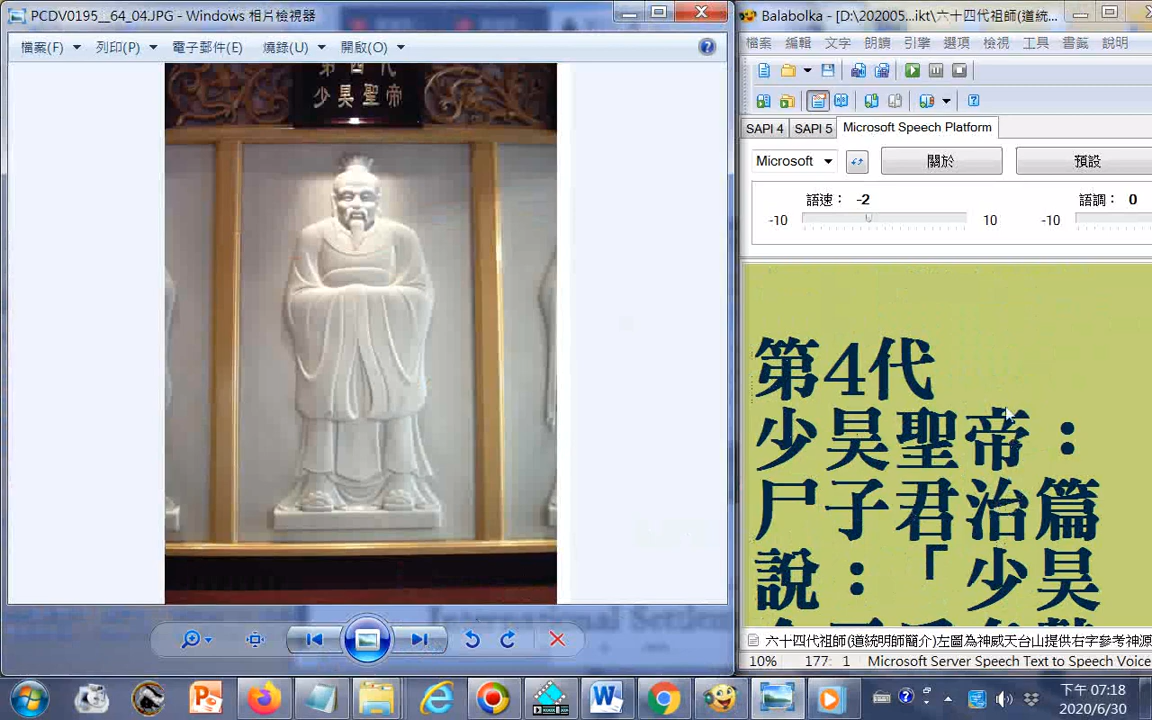 PCDV0195__64_04.JPG - Windows 相片檢視器
檔案(F) 列印(P) 電子郵件(E) 燒錄(U) 開啟(O)
第四代
少昊聖帝
Balabolka - [D:\202005...ikt\六十四代祖師(道統...
檔案 編輯 文字 朗讀 引擎 選項 檢視 工具 書籤 說明
SAPI 4 SAPI 5 Microsoft Speech Platform
Microsoft 關於 預設
語速： -2 語調： 0
-10 10 -10
第4代
少昊聖帝：
尸子君治篇
說：「少昊
International Settle
六十四代祖師(道統明師簡介)左圖為神威天台山提供右字參考神源
10% 177: 1 Microsoft Server Speech Text to Speech Voice
下午 07:18
2020/6/30